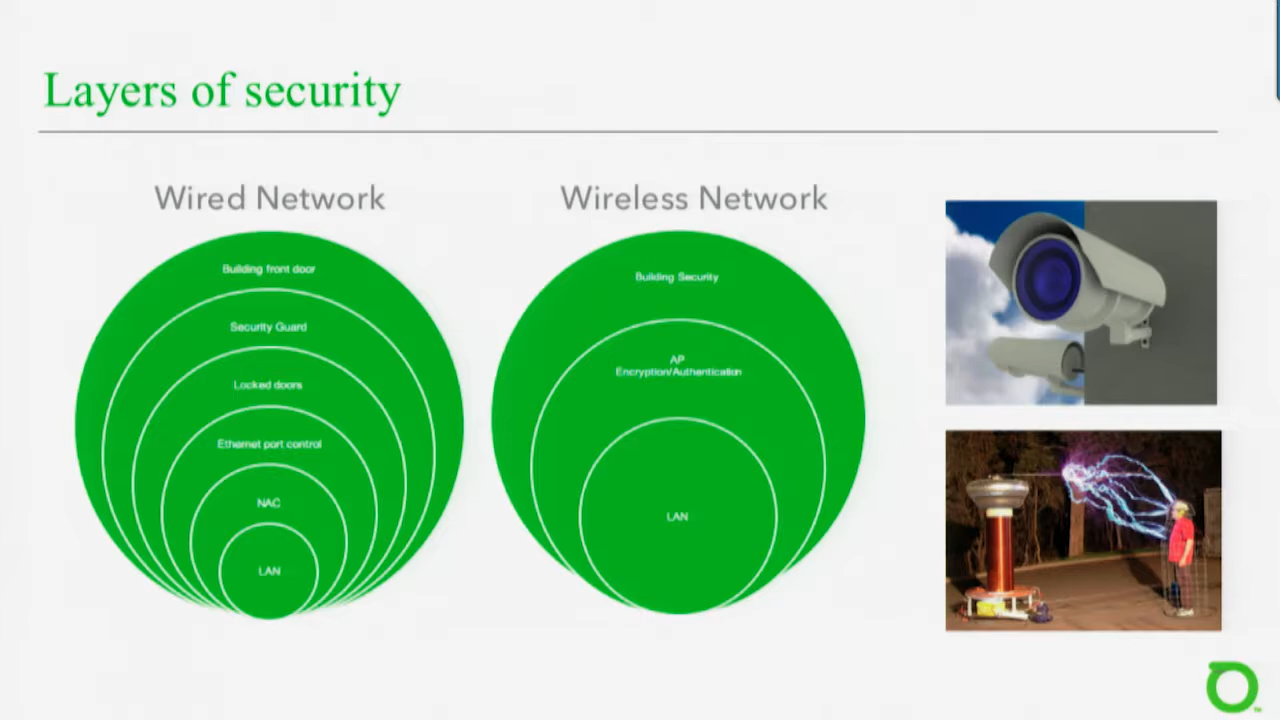 Layers of security
Wired Network
Building front door
Security Guard
Locked doors
Ethernet port control
NAC
LAN
Wireless Network
Building Security
AP
Encryption/Authentication
LAN